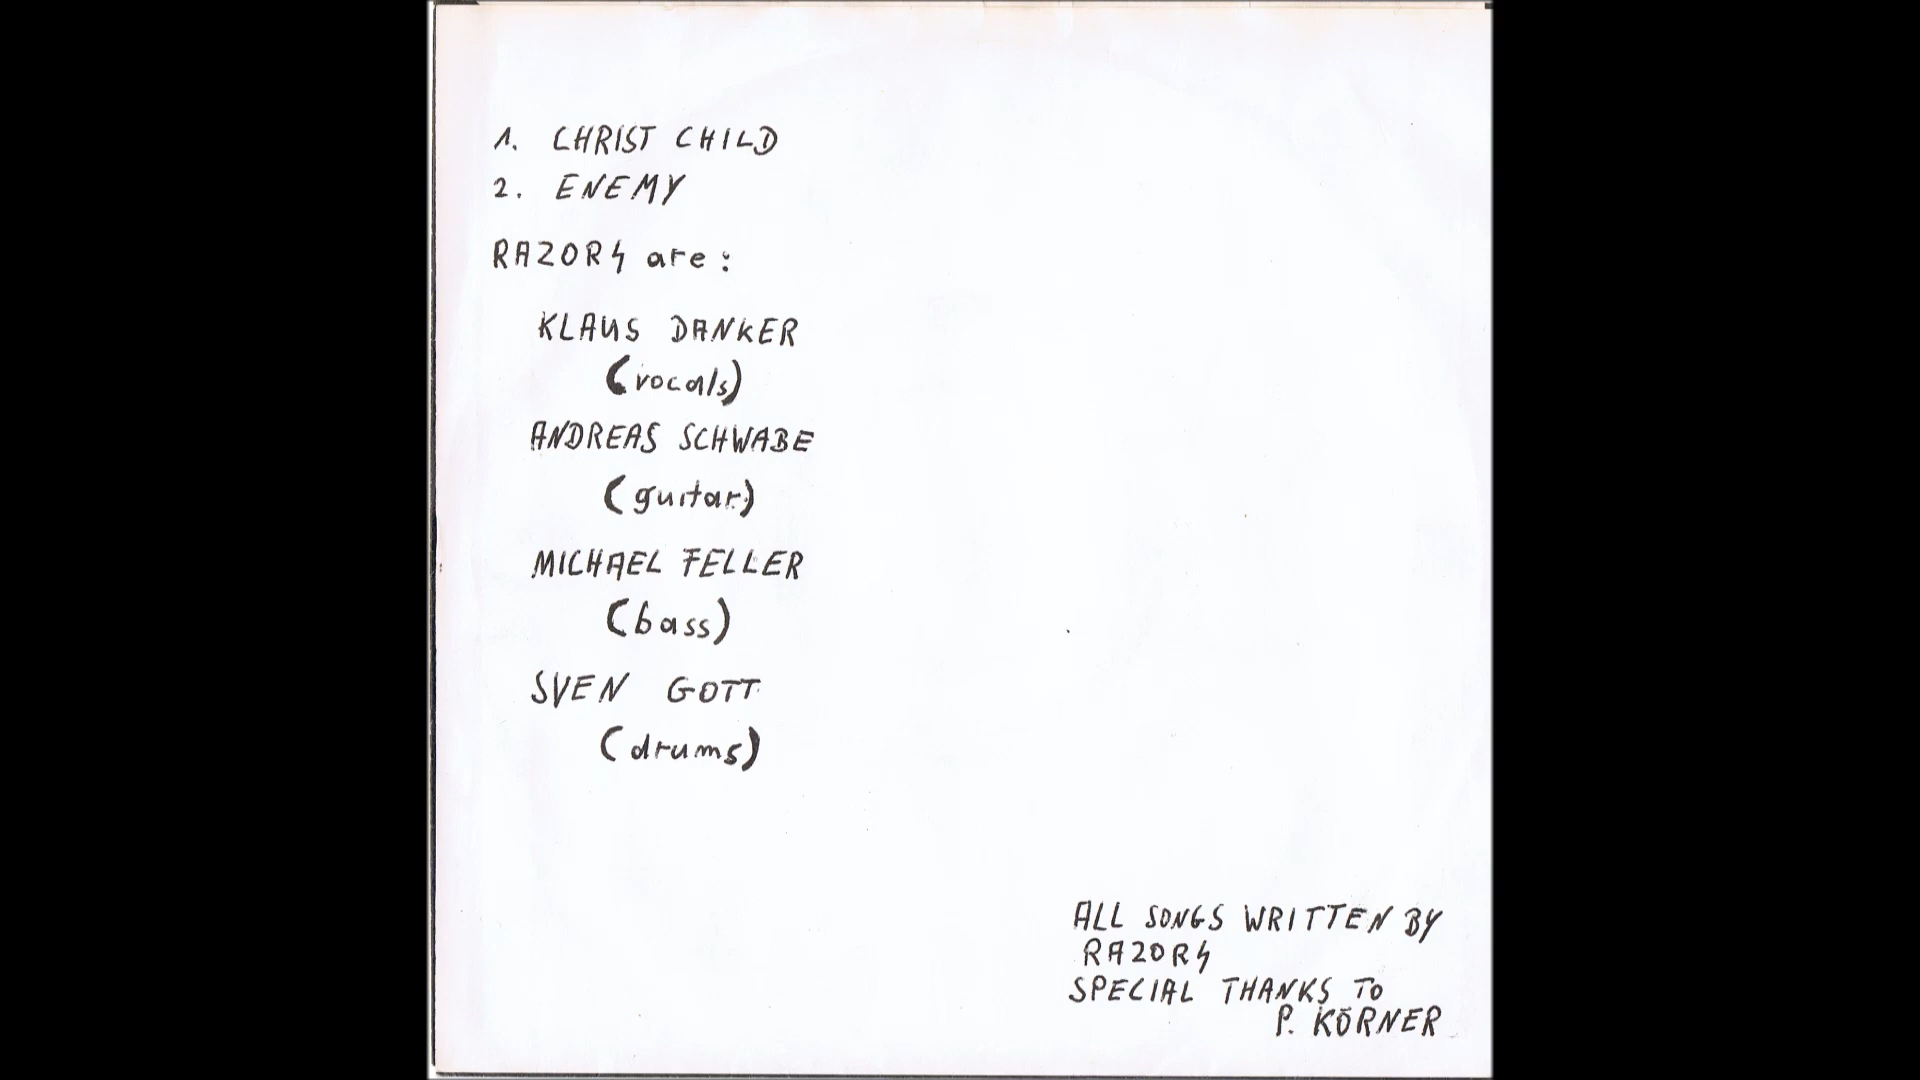 1. CHRIST CHILD
2. ENEMY
RAZORS are:
KLAUS DANKER
(vocals)
ANDREAS SCHWABE
(guitar)
MICHAEL FELLER
(bass)
SVEN GOTT
(drums)
ALL SONGS WRITTEN BY
RAZORS
SPECIAL THANKS TO
P. KÖRNER